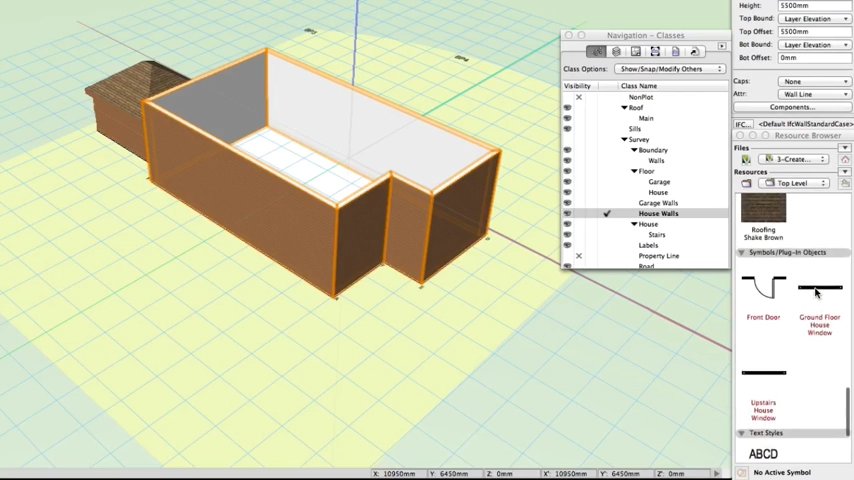 Height: 5500mm
Top Bound: Layer Elevation
Top Offset: 5500mm
Bot Bound: Layer Elevation
Bot Offset: 0mm
Caps: None
Attr: Wall Line
Components...
IFC... <Default IfcWallStandardCase>
Navigation - Classes
Class Options: Show/Snap/Modify Others
Visibility Class Name
NonPlot
Roof
Main
Sills
Survey
Boundary
Walls
Floor
Garage
House
Garage Walls
House Walls
House
Stairs
Labels
Property Line
Road
Resource Browser
Files
3-Create...
Resources
Top Level
Roofing
Shake Brown
Symbols/Plug-In Objects
Front Door
Ground Floor
House
Window
Upstairs
House
Window
Text Styles
ABCD
No Active Symbol
X: 10950mm Y: 6450mm Z: 0mm X': 10950mm Y': 6450mm Z': 0mm